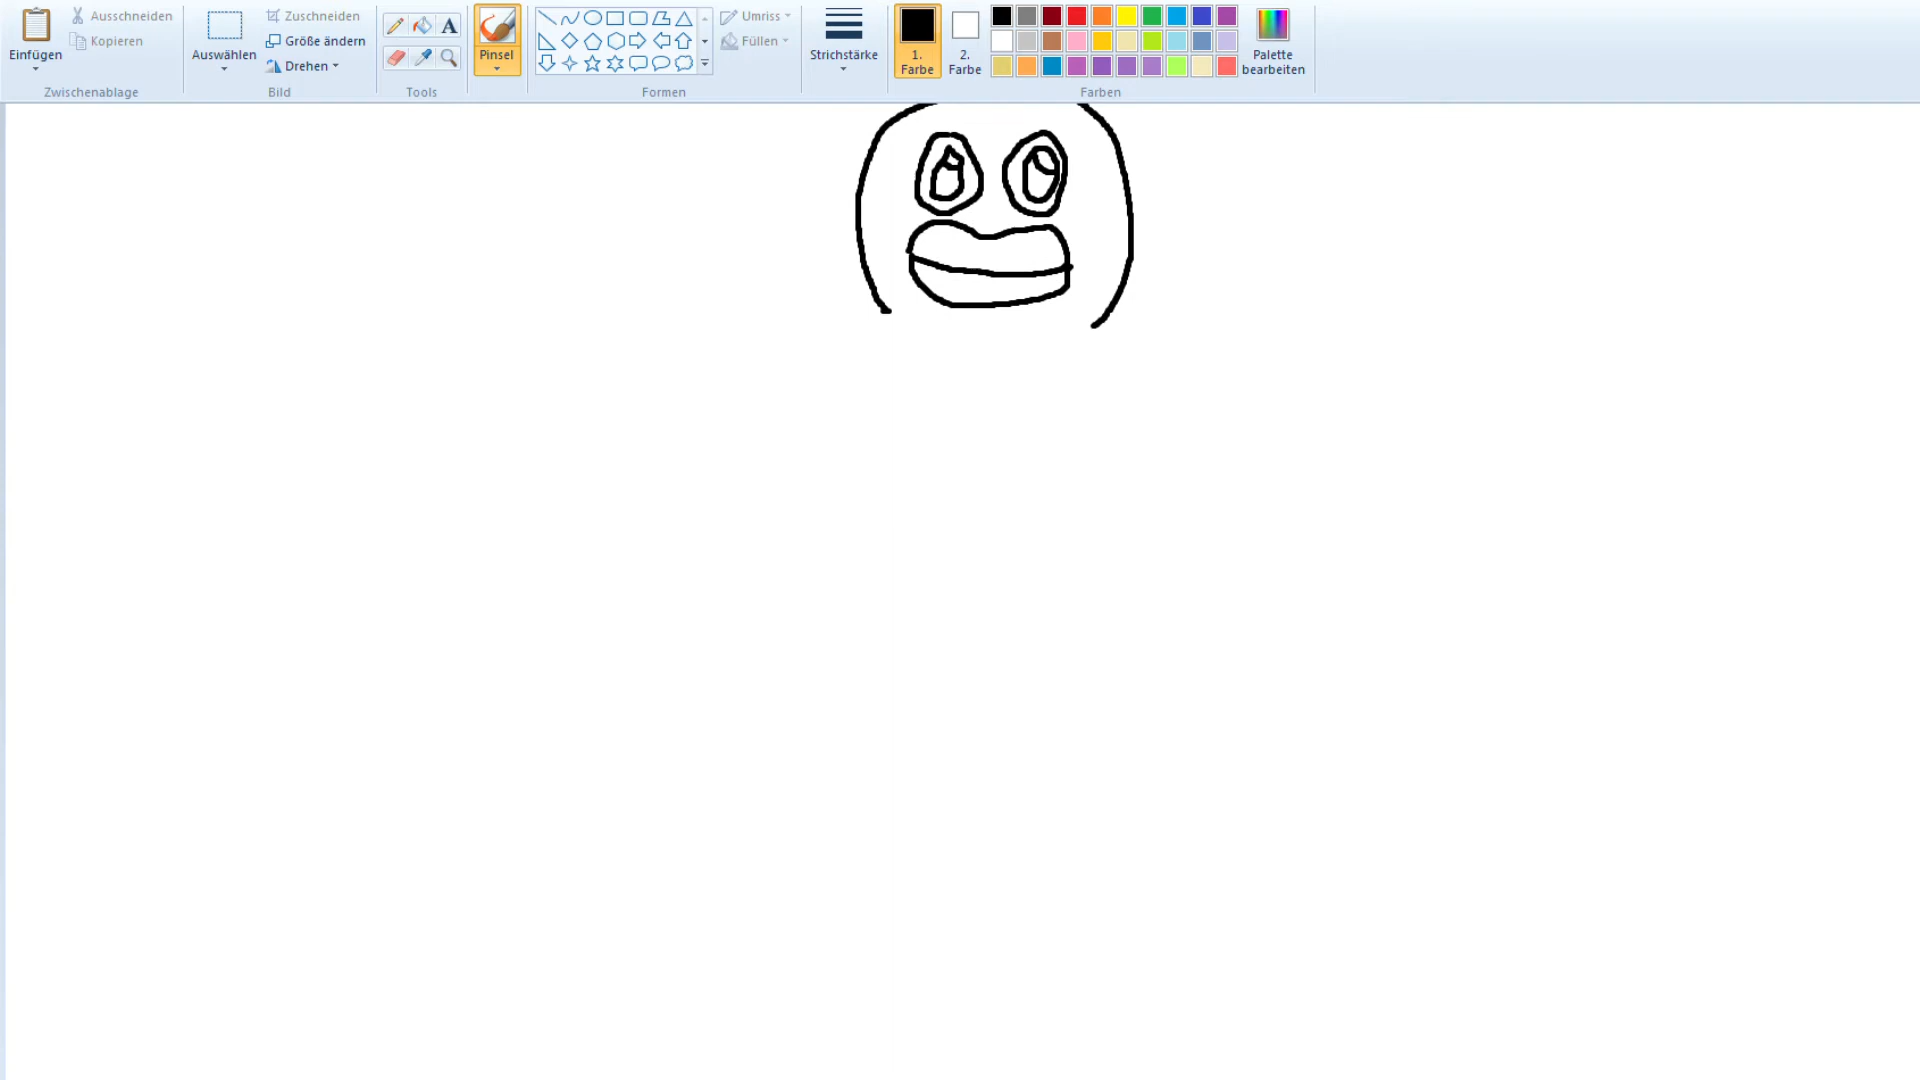 Einfügen
Ausschneiden
Kopieren
Zwischenablage
Auswählen
Zuschneiden
Größe ändern
Drehen
Bild
A
Tools
Pinsel
Formen
Umriss
Füllen
Strichstärke
1.
Farbe
2.
Farbe
Palette
bearbeiten
Farben